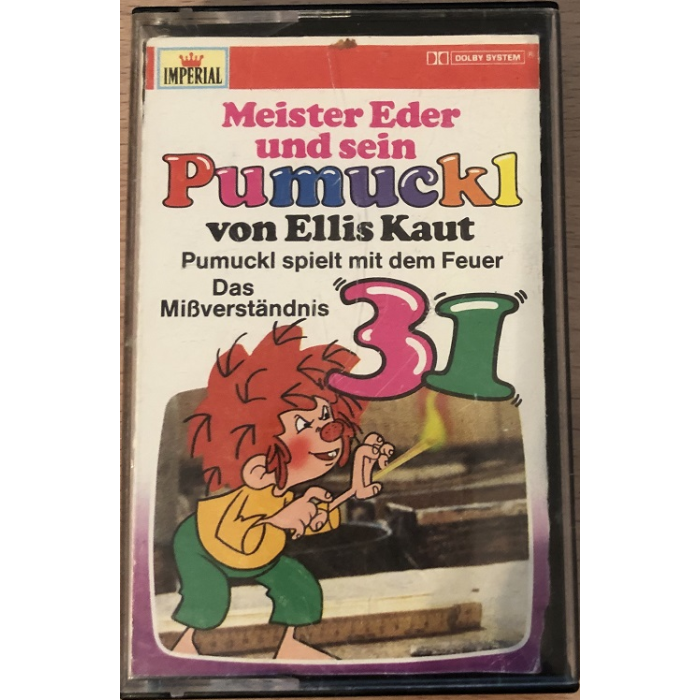 IMPERIAL
DOLBY SYSTEM
Meister Eder
und sein
Pumuckl
von Ellis Kaut
Pumuckl spielt mit dem Feuer
Das
Mißverständnis
31